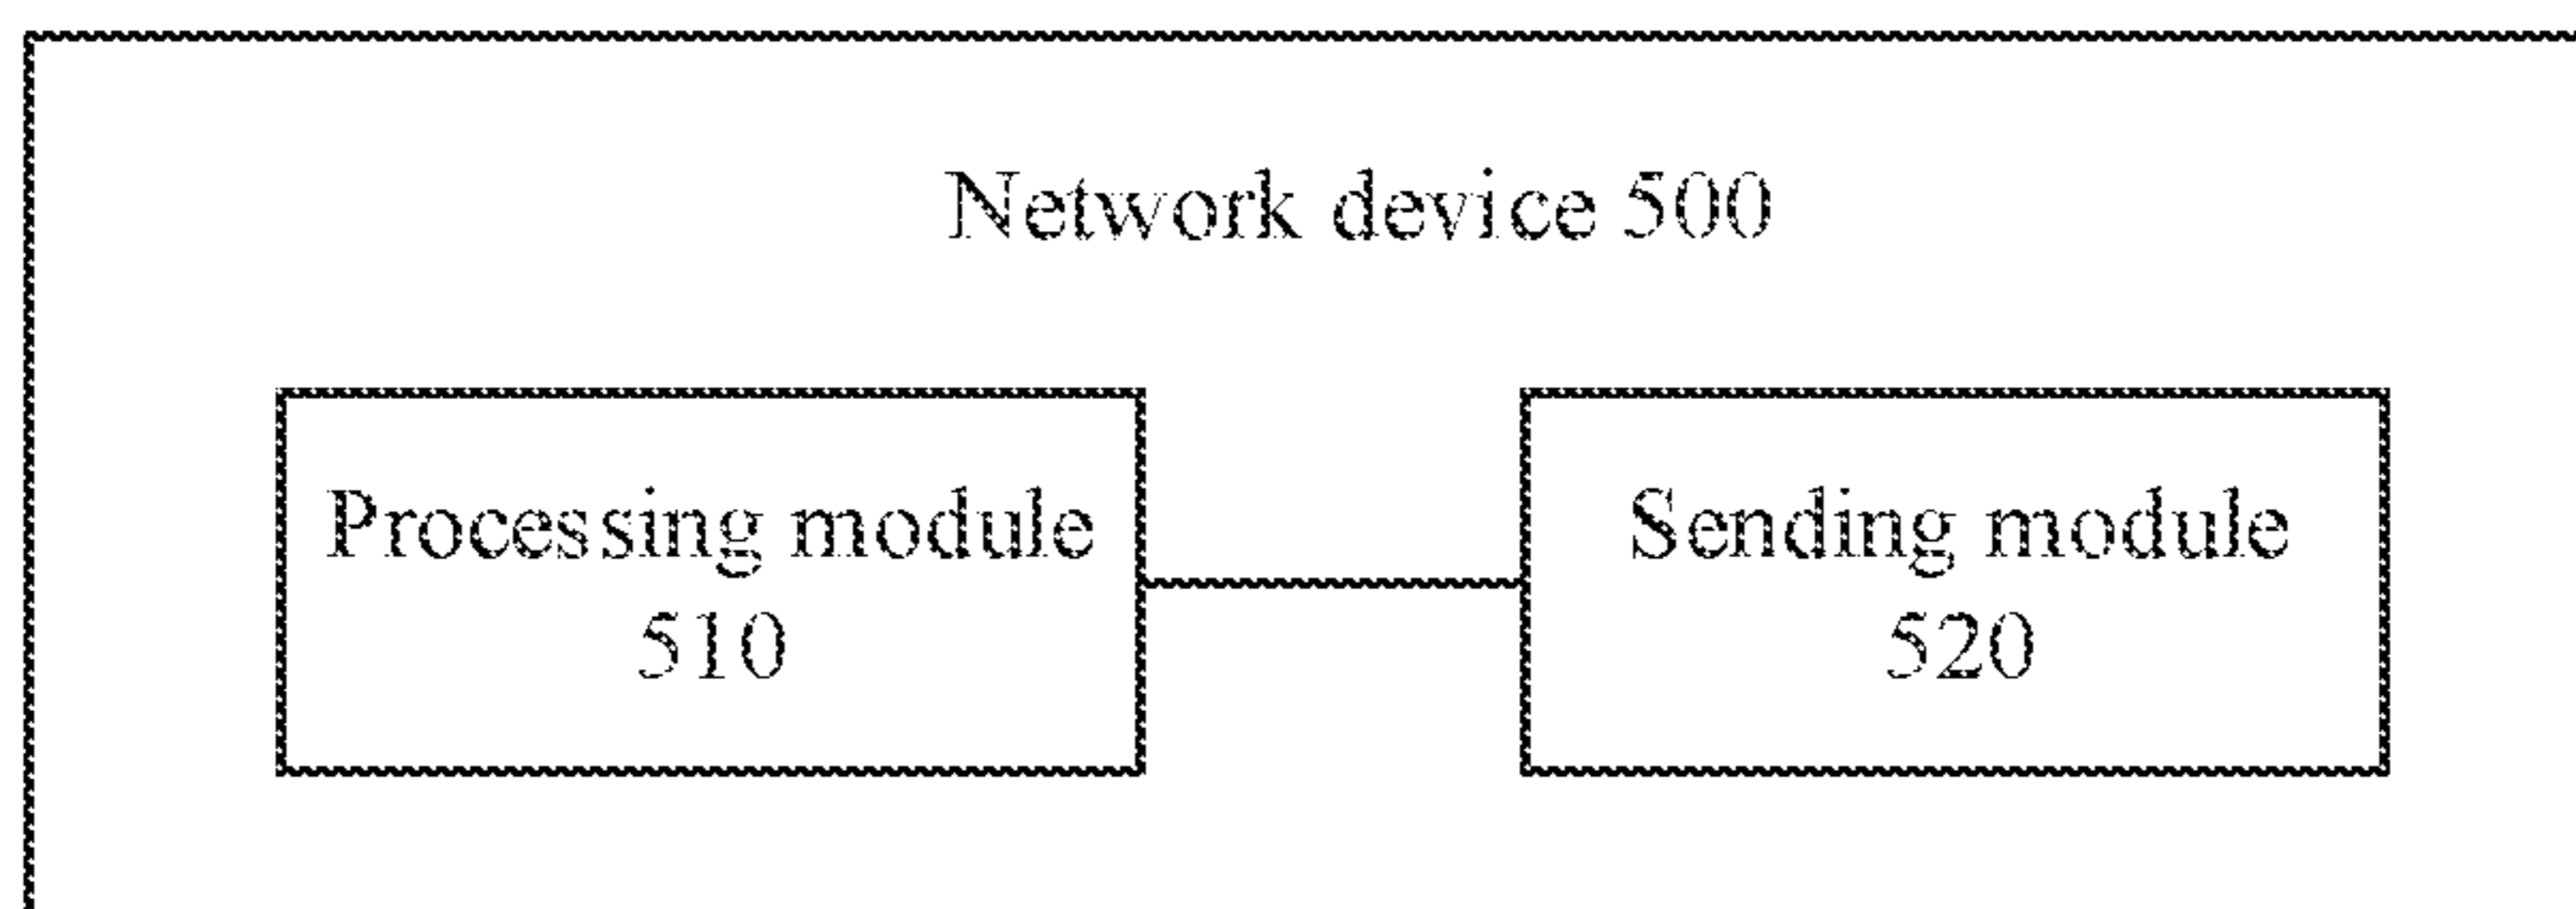 Network device 500
Processing module
510
Sending module
520